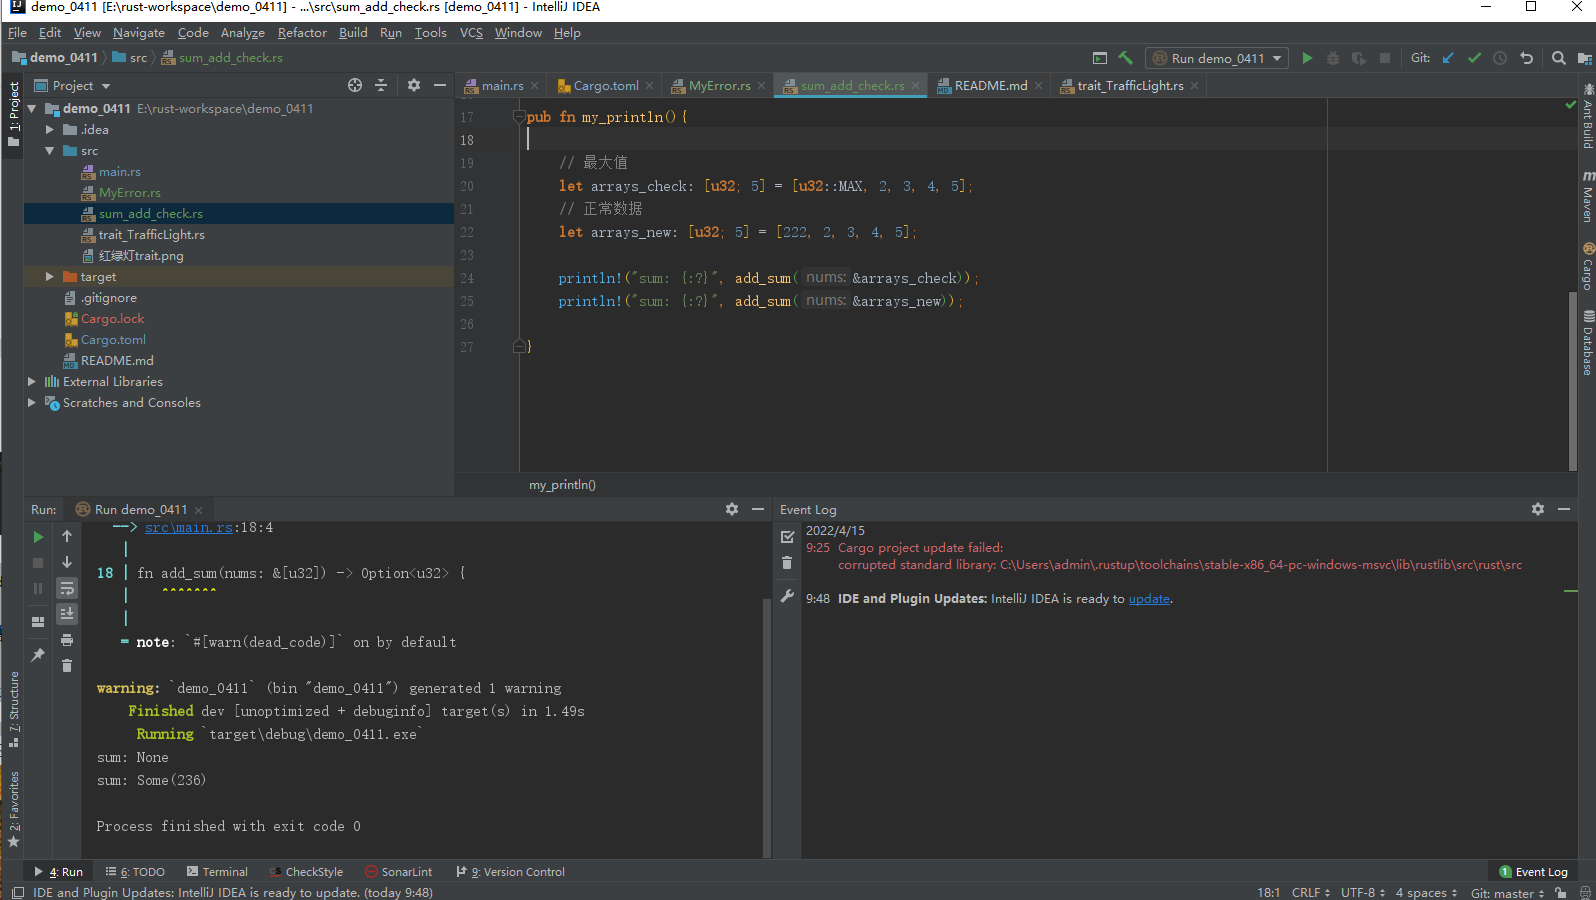 demo_0411 [E:\rust-workspace\demo_0411] - ...\src\sum_add_check.rs [demo_0411] - IntelliJ IDEA
File Edit View Navigate Code Analyze Refactor Build Run Tools VCS Window Help
demo_0411 src sum_add_check.rs
Run demo_0411 Git:
Project
main.rs Cargo.toml MyError.rs sum_add_check.rs README.md trait_TrafficLight.rs
1: Project
demo_0411 E:\rust-workspace\demo_0411
.idea
src
main.rs
MyError.rs
sum_add_check.rs
trait_TrafficLight.rs
红绿灯trait.png
target
.gitignore
Cargo.lock
Cargo.toml
README.md
External Libraries
Scratches and Consoles
17 pub fn my_println(){
18
19 // 最大值
20 let arrays_check: [u32; 5] = [u32::MAX, 2, 3, 4, 5];
21 // 正常数据
22 let arrays_new: [u32; 5] = [222, 2, 3, 4, 5];
23
24 println!("sum: {:?}", add_sum( nums: &arrays_check));
25 println!("sum: {:?}", add_sum( nums: &arrays_new));
26
27 }
my_println()
Ant Build
Maven
Cargo
Database
Run: Run demo_0411
--> src\main.rs:18:4
|
18 | fn add_sum(nums: &[u32]) -> Option<u32> {
| ^^^^^^^
|
= note: `#[warn(dead_code)]` on by default
warning: `demo_0411` (bin "demo_0411") generated 1 warning
Finished dev [unoptimized + debuginfo] target(s) in 1.49s
Running `target\debug\demo_0411.exe`
sum: None
sum: Some(236)
Process finished with exit code 0
Event Log
2022/4/15
9:25 Cargo project update failed:
corrupted standard library: C:\Users\admin\.rustup\toolchains\stable-x86_64-pc-windows-msvc\lib\rustlib\src\rust\src
9:48 IDE and Plugin Updates: IntelliJ IDEA is ready to update.
7: Structure
2: Favorites
4: Run 6: TODO Terminal CheckStyle SonarLint 9: Version Control 1 Event Log
IDE and Plugin Updates: IntelliJ IDEA is ready to update. (today 9:48) 18:1 CRLF UTF-8 4 spaces Git: master